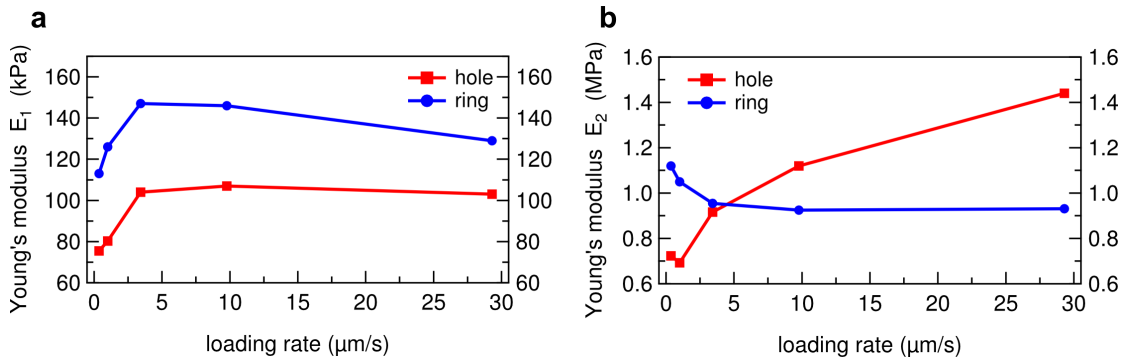 a
Young's modulus E1 (kPa)
160
140
120
100
80
60
160
140
120
100
80
60
hole
ring
0 5 10 15 20 25 30
loading rate (µm/s)
b
Young's modulus E2 (MPa)
1.6
1.4
1.2
1.0
0.8
0.6
1.6
1.4
1.2
1.0
0.8
0.6
hole
ring
0 5 10 15 20 25 30
loading rate (µm/s)